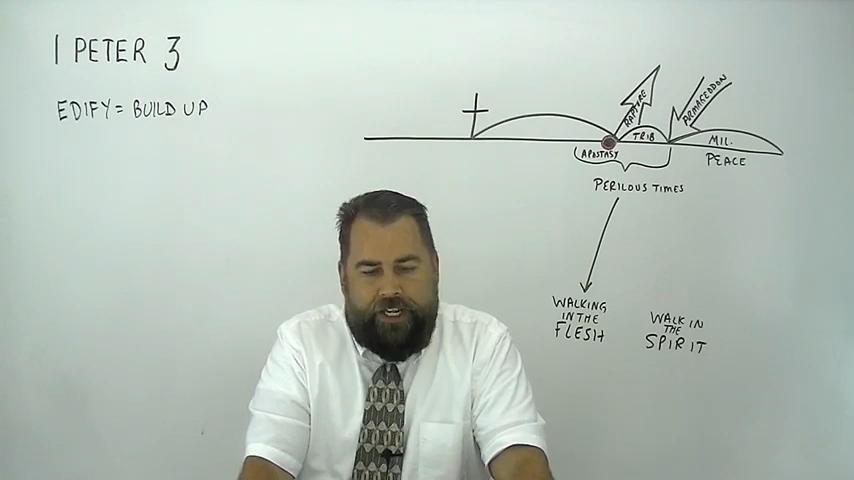 1 PETER 3
EDIFY = BUILD UP
RAPTURE
ARMAGEDDON
TRIB
MIL.
APOSTASY
PEACE
PERILOUS TIMES
WALKING
IN THE
FLESH
WALK IN
THE
SPIRIT